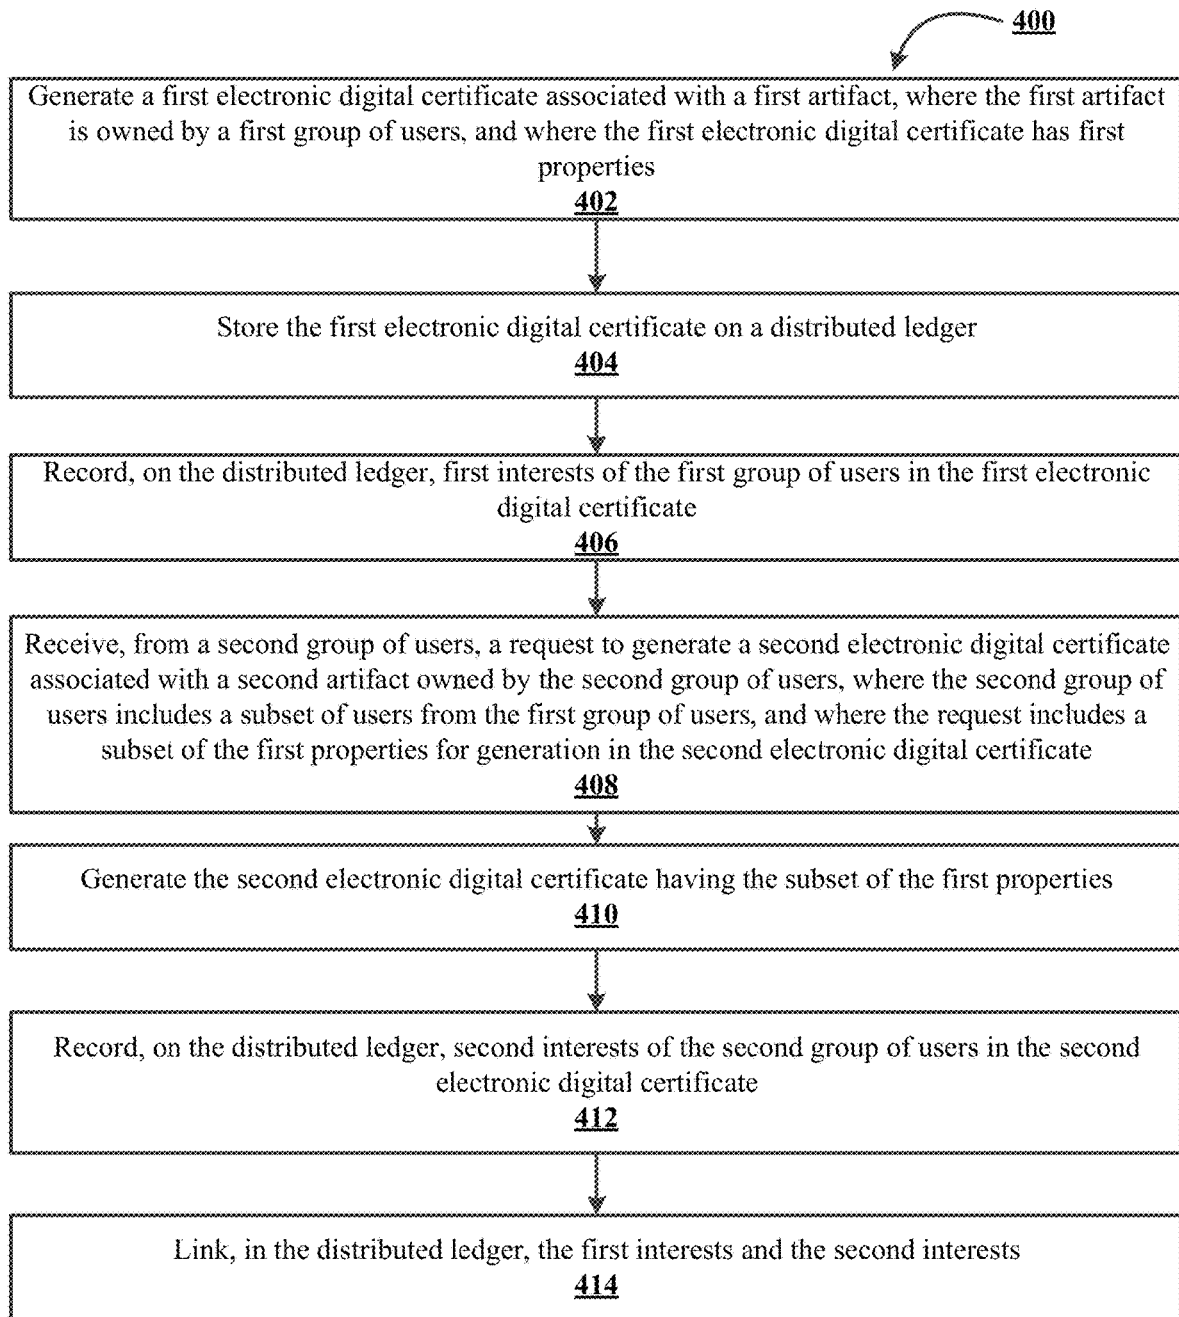 400
Generate a first electronic digital certificate associated with a first artifact, where the first artifact
is owned by a first group of users, and where the first electronic digital certificate has first
properties
402
Store the first electronic digital certificate on a distributed ledger
404
Record, on the distributed ledger, first interests of the first group of users in the first electronic
digital certificate
406
Receive, from a second group of users, a request to generate a second electronic digital certificate
associated with a second artifact owned by the second group of users, where the second group of
users includes a subset of users from the first group of users, and where the request includes a
subset of the first properties for generation in the second electronic digital certificate
408
Generate the second electronic digital certificate having the subset of the first properties
410
Record, on the distributed ledger, second interests of the second group of users in the second
electronic digital certificate
412
Link, in the distributed ledger, the first interests and the second interests
414